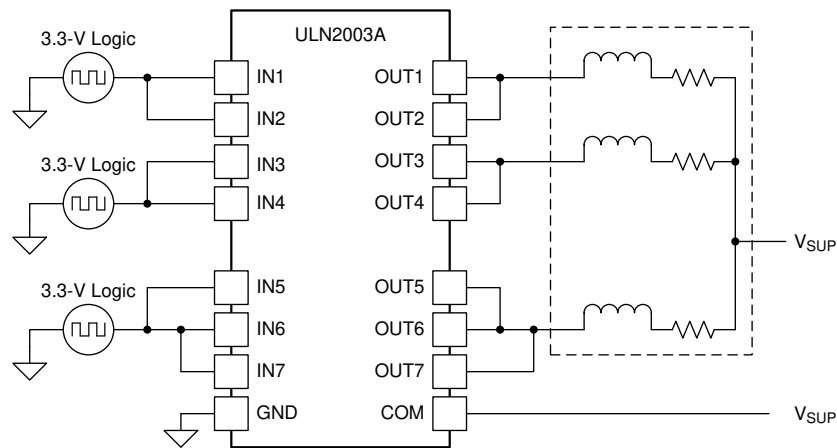 ULN2003A
3.3-V Logic
IN1
OUT1
IN2
OUT2
3.3-V Logic
IN3
OUT3
IN4
OUT4
VSUP
3.3-V Logic
IN5
OUT5
IN6
OUT6
IN7
OUT7
GND
COM
VSUP